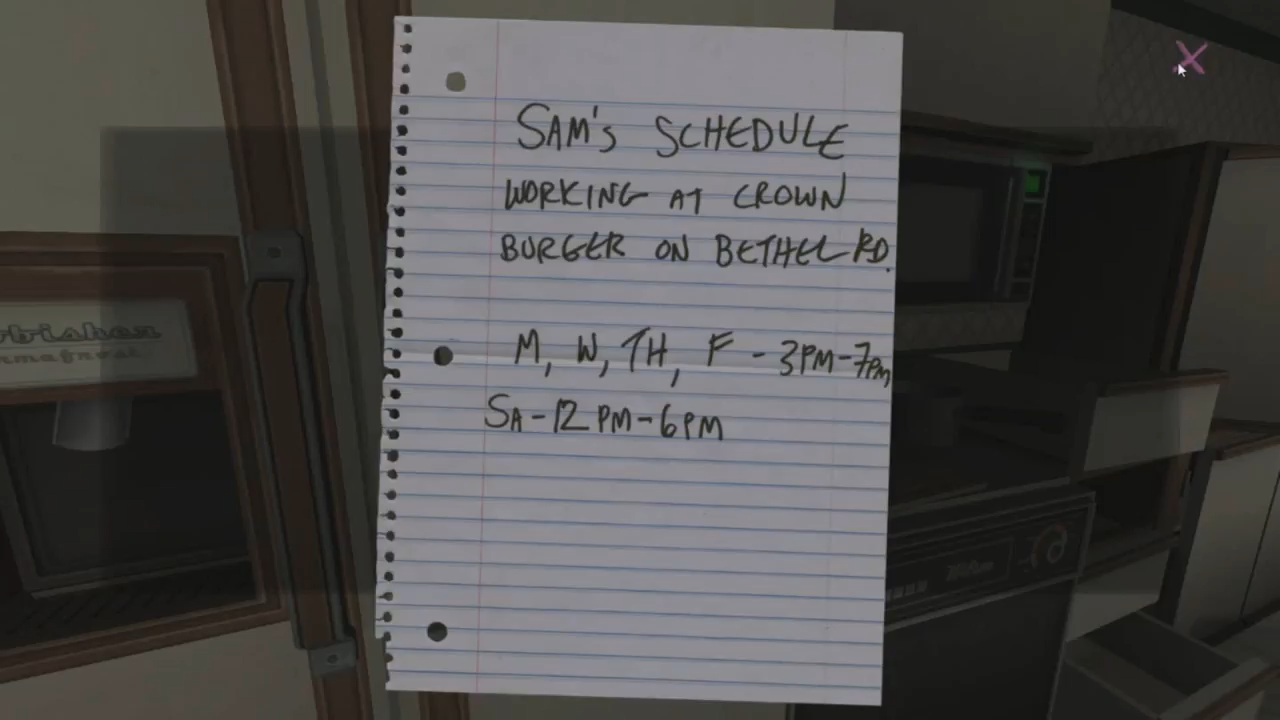 SAM'S SCHEDULE
WORKING AT CROWN
BURGER ON BETHEL RD.
M, W, TH, F - 3PM-7PM
SA-12 PM-6PM